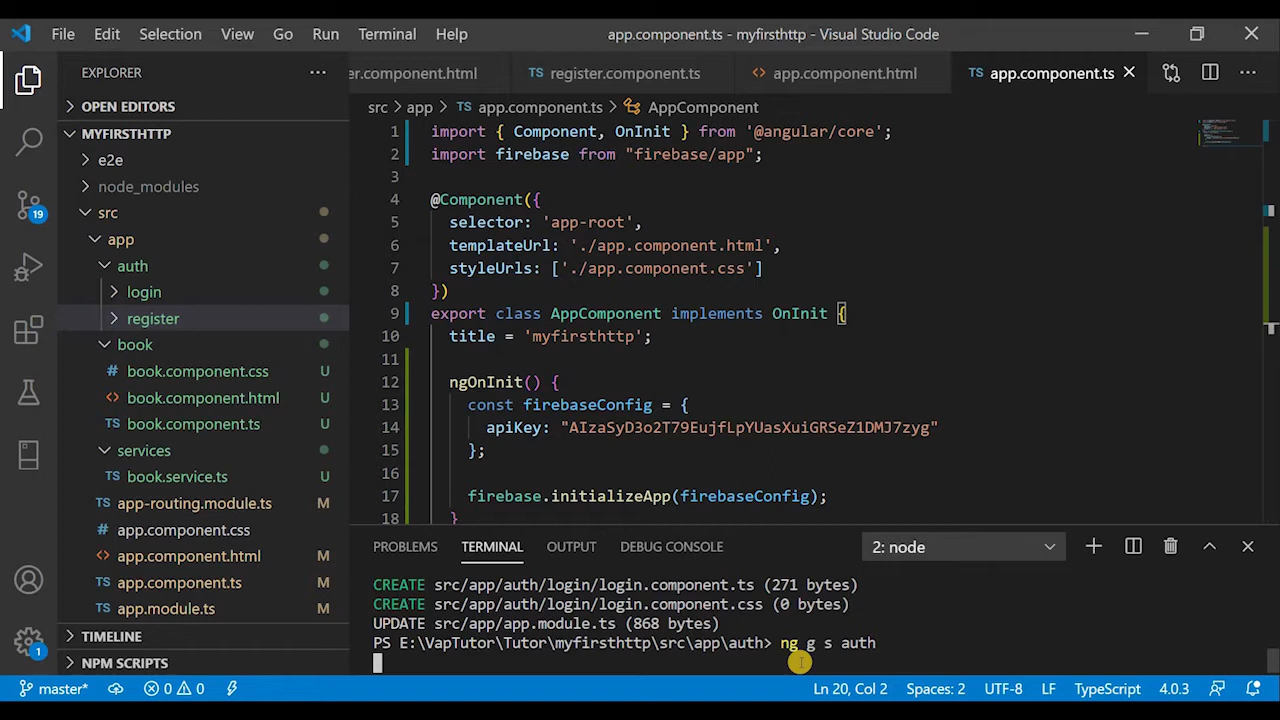 File Edit Selection View Go Run Terminal Help app.component.ts - myfirsthttp - Visual Studio Code
EXPLORER
er.component.html TS register.component.ts <> app.component.html TS app.component.ts
OPEN EDITORS
src > app > TS app.component.ts > AppComponent
MYFIRSTHTTP
e2e
node_modules
src
app
auth
login
register
book
book.component.css U
book.component.html U
book.component.ts U
services
TS book.service.ts U
TS app-routing.module.ts M
app.component.css
<> app.component.html M
TS app.component.ts M
TS app.module.ts M
TIMELINE
NPM SCRIPTS
19
1
1 import { Component, OnInit } from '@angular/core';
2 import firebase from "firebase/app";
3
4 @Component({
5 selector: 'app-root',
6 templateUrl: './app.component.html',
7 styleUrls: ['./app.component.css']
8 })
9 export class AppComponent implements OnInit {
10 title = 'myfirsthttp';
11
12 ngOnInit() {
13 const firebaseConfig = {
14 apiKey: "AIzaSyD3o2T79EujfLpYUasXuiGRSeZ1DMJ7zyg"
15 };
16
17 firebase.initializeApp(firebaseConfig);
18 }
PROBLEMS TERMINAL OUTPUT DEBUG CONSOLE 2: node
CREATE src/app/auth/login/login.component.ts (271 bytes)
CREATE src/app/auth/login/login.component.css (0 bytes)
UPDATE src/app/app.module.ts (868 bytes)
PS E:\VapTutor\Tutor\myfirsthttp\src\app\auth> ng g s auth
master* 0 0 Ln 20, Col 2 Spaces: 2 UTF-8 LF TypeScript 4.0.3